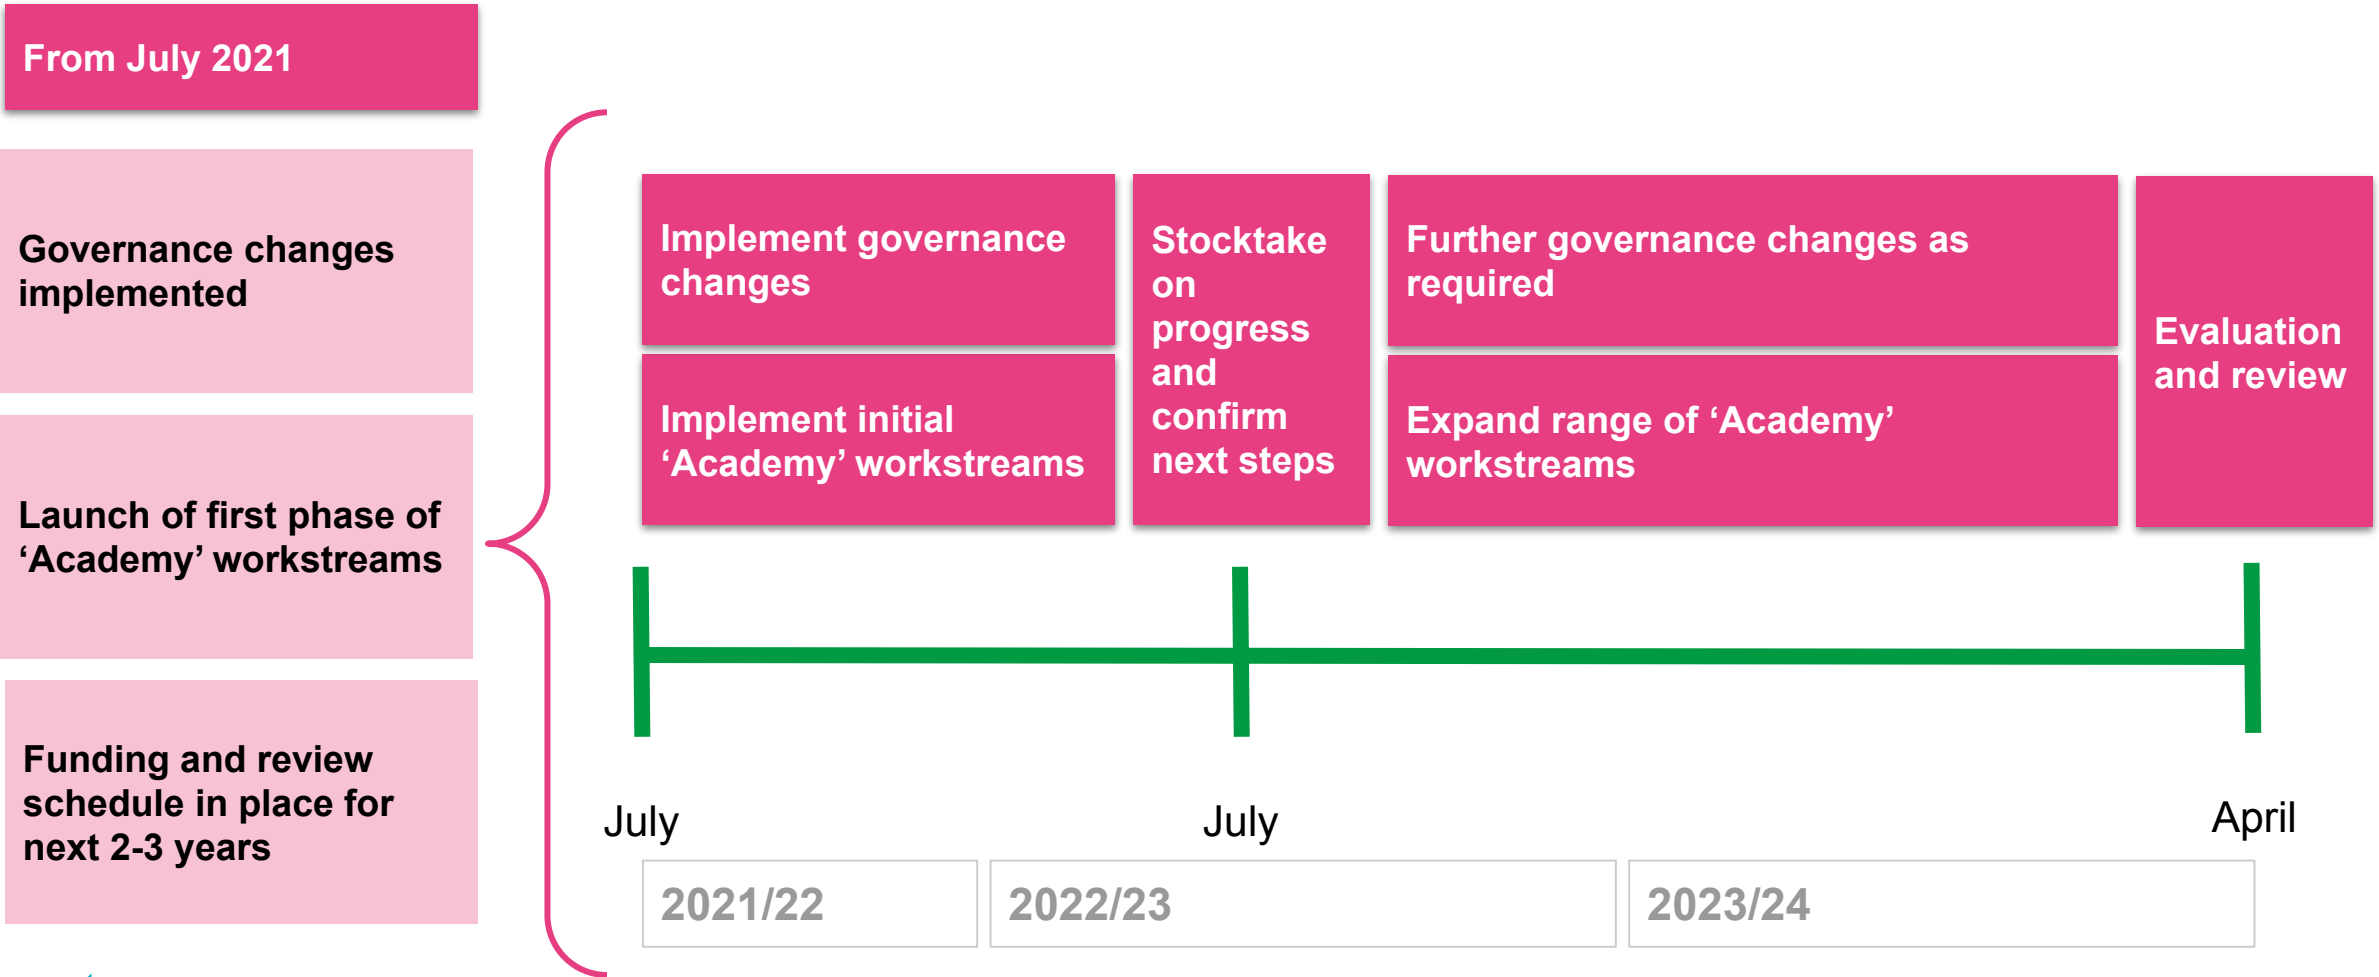 From July 2021
Governance changes
implemented
Launch of first phase of
‘Academy’ workstreams
Funding and review
schedule in place for
next 2-3 years
Implement governance
changes
Implement initial
‘Academy’ workstreams
Stocktake
on
progress
and
confirm
next steps
Further governance changes as
required
Expand range of ‘Academy’
workstreams
Evaluation
and review
July
July
April
2021/22
2022/23
2023/24